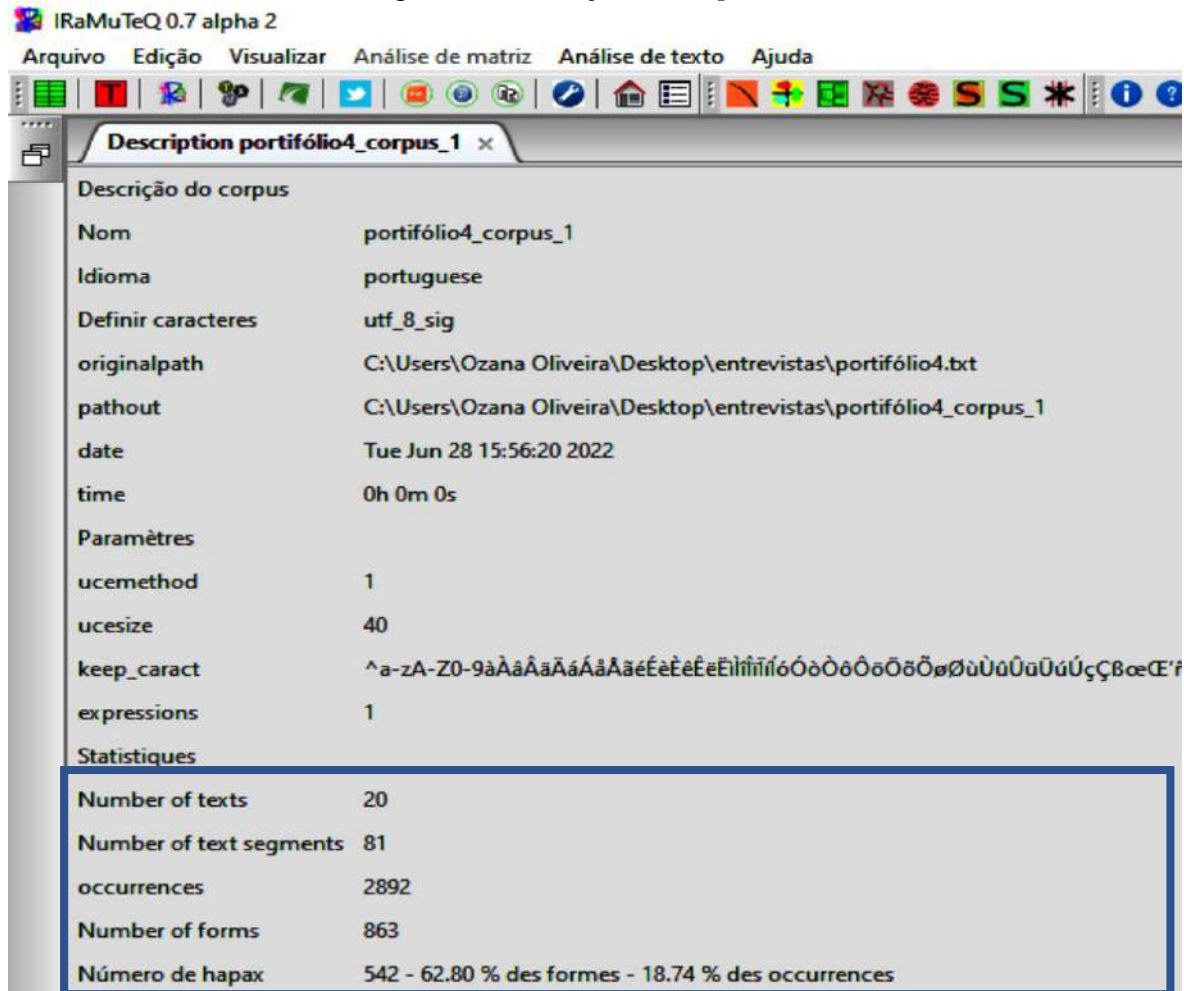 IRaMuTeQ 0.7 alpha 2
Arquivo Edição Visualizar Análise de matriz Análise de texto Ajuda
Description portifólio4_corpus_1 ×
Descrição do corpus
Nom portifólio4_corpus_1
Idioma portuguese
Definir caracteres utf_8_sig
originalpath C:\Users\Ozana Oliveira\Desktop\entrevistas\portifólio4.txt
pathout C:\Users\Ozana Oliveira\Desktop\entrevistas\portifólio4_corpus_1
date Tue Jun 28 15:56:20 2022
time 0h 0m 0s
Paramètres
ucemethod 1
ucesize 40
keep_caract
expressions 1
Statistiques
Number of texts 20
Number of text segments 81
occurrences 2892
Number of forms 863
Número de hapax 542 - 62.80 % des formes - 18.74 % des occurrences